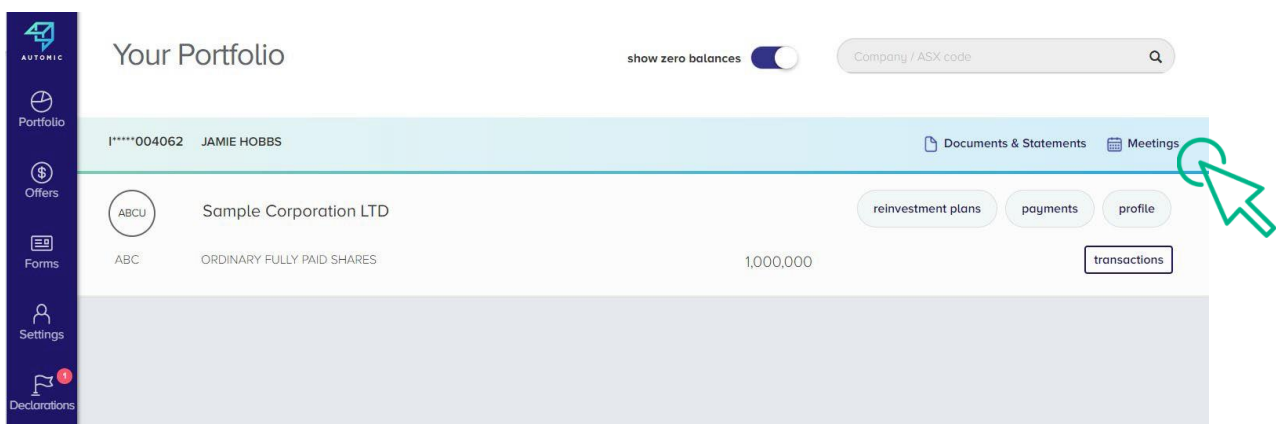 AUTOMIC
Your Portfolio
show zero balances
Company / ASX code
Portfolio
I*****004062 JAMIE HOBBS
Documents & Statements
Meetings
Offers
ABCU
Sample Corporation LTD
reinvestment plans
payments
profile
Forms
ABC
ORDINARY FULLY PAID SHARES
1,000,000
transactions
Settings
1
Declarations